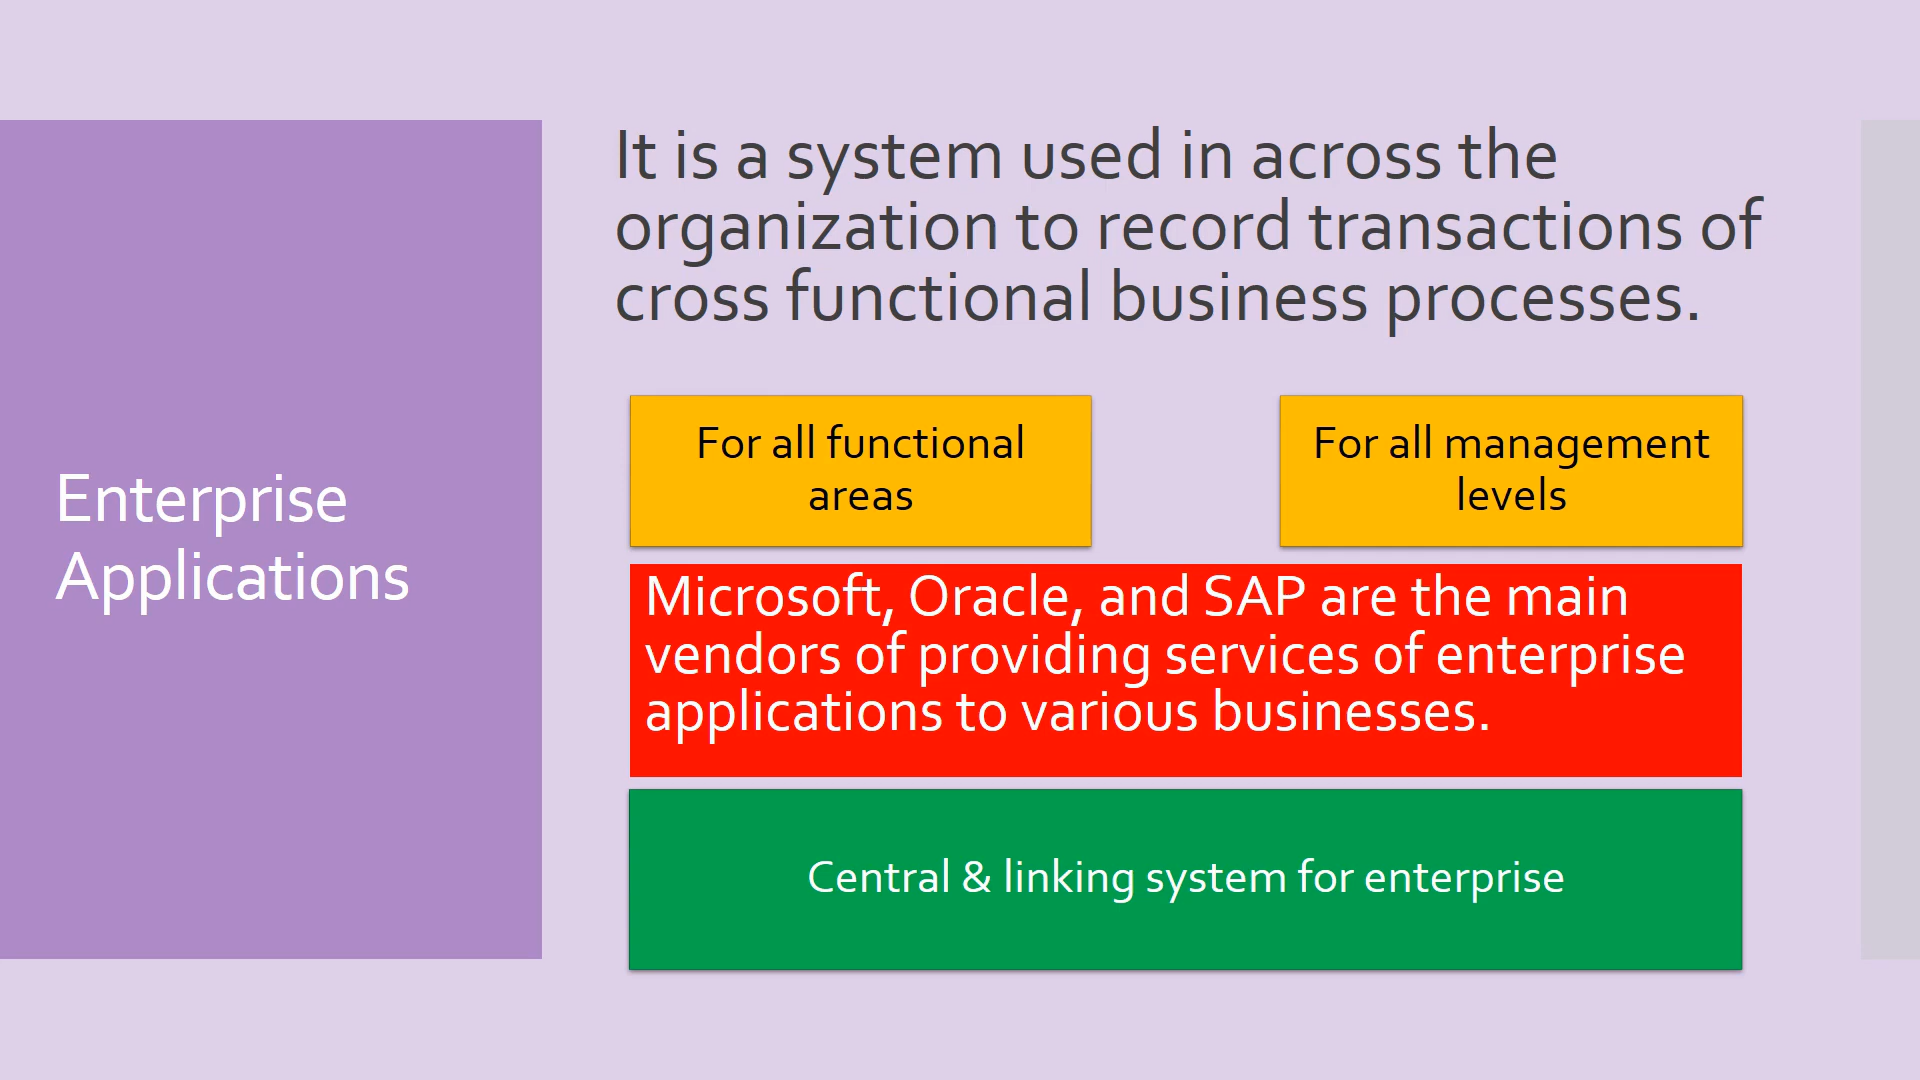 Enterprise
Applications
It is a system used in across the
organization to record transactions of
cross functional business processes.
For all functional
areas
For all management
levels
Microsoft, Oracle, and SAP are the main
vendors of providing services of enterprise
applications to various businesses.
Central & linking system for enterprise